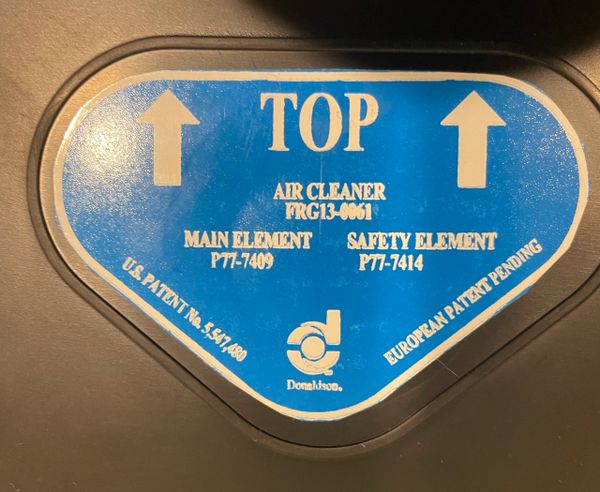 TOP
AIR CLEANER
FRG13-0061
MAIN ELEMENT
P77-7409
SAFETY ELEMENT
P77-7414
U.S. PATENT No. 5,547,480
EUROPEAN PATENT PENDING
Donaldson.